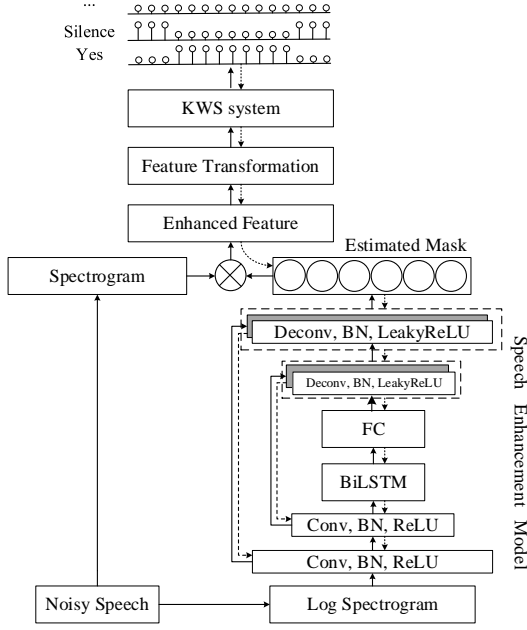 ...
Silence
Yes
KWS system
Feature Transformation
Enhanced Feature
Estimated Mask
Spectrogram
Deconv, BN, LeakyReLU
Deconv, BN, LeakyReLU
FC
BiLSTM
Conv, BN, ReLU
Conv, BN, ReLU
Speech Enhancement Model
Noisy Speech
Log Spectrogram